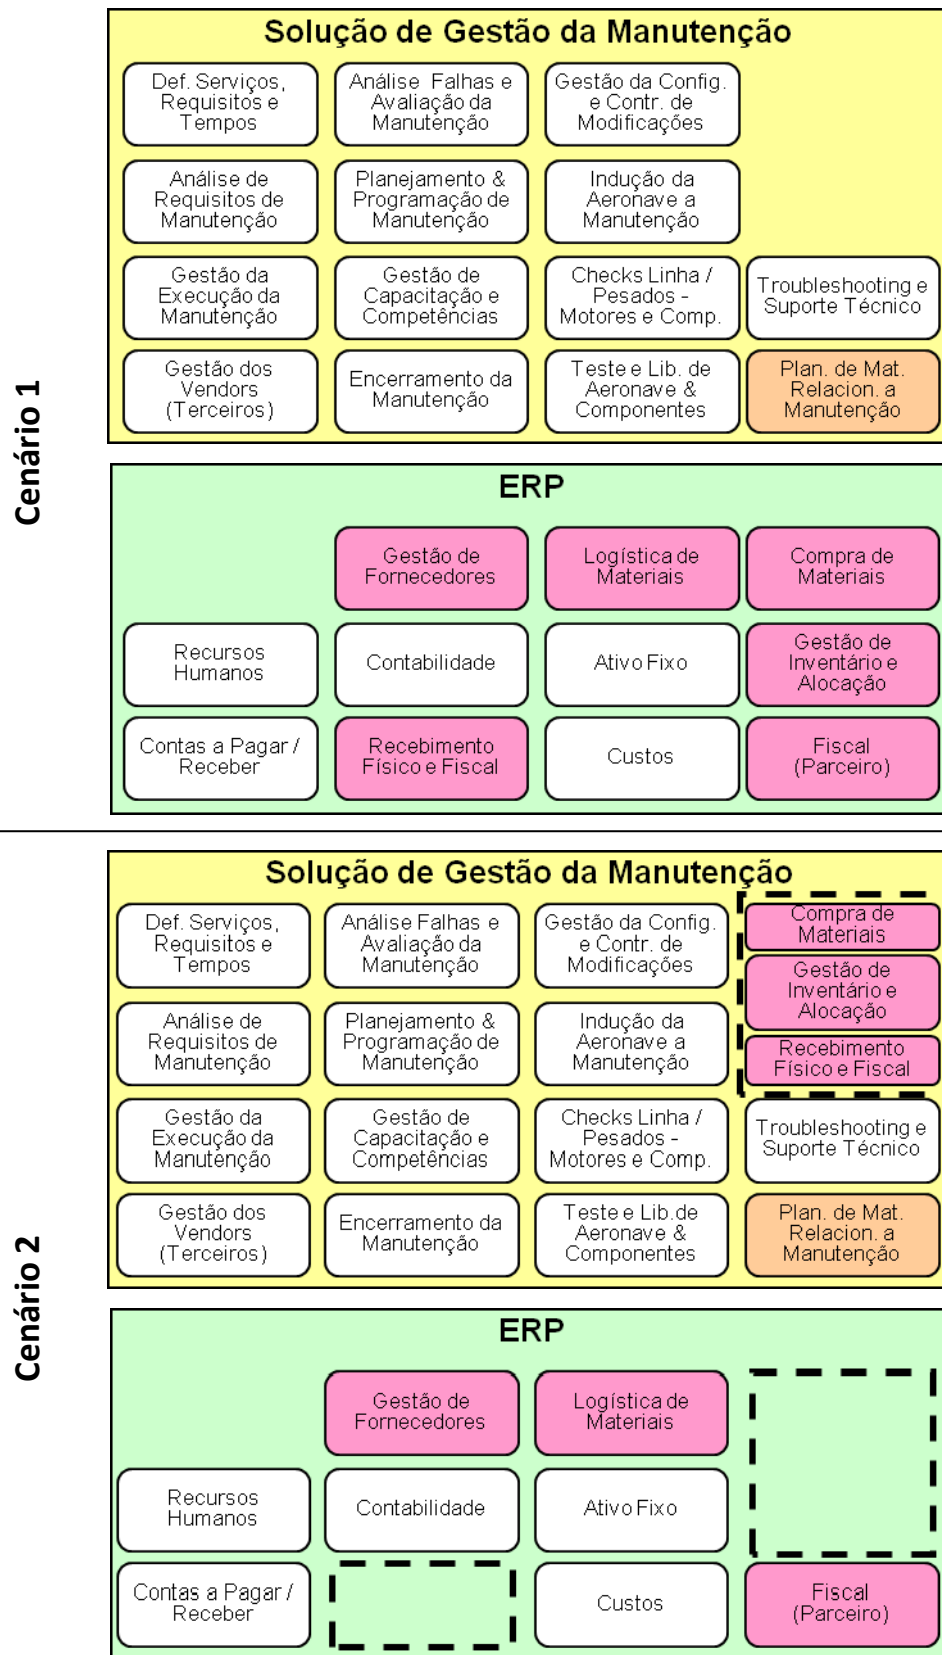 Cenário 1
Solução de Gestão da Manutenção
Def. Serviços,
Requisitos e
Tempos
Análise Falhas e
Avaliação da
Manutenção
Gestão da Config.
e Contr. de
Modificações
Análise de
Requisitos de
Manutenção
Planejamento &
Programação de
Manutenção
Indução da
Aeronave a
Manutenção
Gestão da
Execução da
Manutenção
Gestão de
Capacitação e
Competências
Checks Linha /
Pesados -
Motores e Comp.
Troubleshooting e
Suporte Técnico
Gestão dos
Vendors
(Terceiros)
Encerramento da
Manutenção
Teste e Lib. de
Aeronave &
Componentes
Plan. de Mat.
Relacion. a
Manutenção
ERP
Gestão de
Fornecedores
Logística de
Materiais
Compra de
Materiais
Recursos
Humanos
Contabilidade
Ativo Fixo
Gestão de
Inventário e
Alocação
Contas a Pagar /
Receber
Recebimento
Físico e Fiscal
Custos
Fiscal
(Parceiro)
Cenário 2
Solução de Gestão da Manutenção
Def. Serviços,
Requisitos e
Tempos
Análise Falhas e
Avaliação da
Manutenção
Gestão da Config.
e Contr. de
Modificações
Compra de
Materiais
Gestão de
Inventário e
Alocação
Recebimento
Físico e Fiscal
Análise de
Requisitos de
Manutenção
Planejamento &
Programação de
Manutenção
Indução da
Aeronave a
Manutenção
Gestão da
Execução da
Manutenção
Gestão de
Capacitação e
Competências
Checks Linha /
Pesados -
Motores e Comp.
Troubleshooting e
Suporte Técnico
Gestão dos
Vendors
(Terceiros)
Encerramento da
Manutenção
Teste e Lib.de
Aeronave &
Componentes
Plan. de Mat.
Relacion. a
Manutenção
ERP
Gestão de
Fornecedores
Logística de
Materiais
Recursos
Humanos
Contabilidade
Ativo Fixo
Contas a Pagar /
Receber
Custos
Fiscal
(Parceiro)